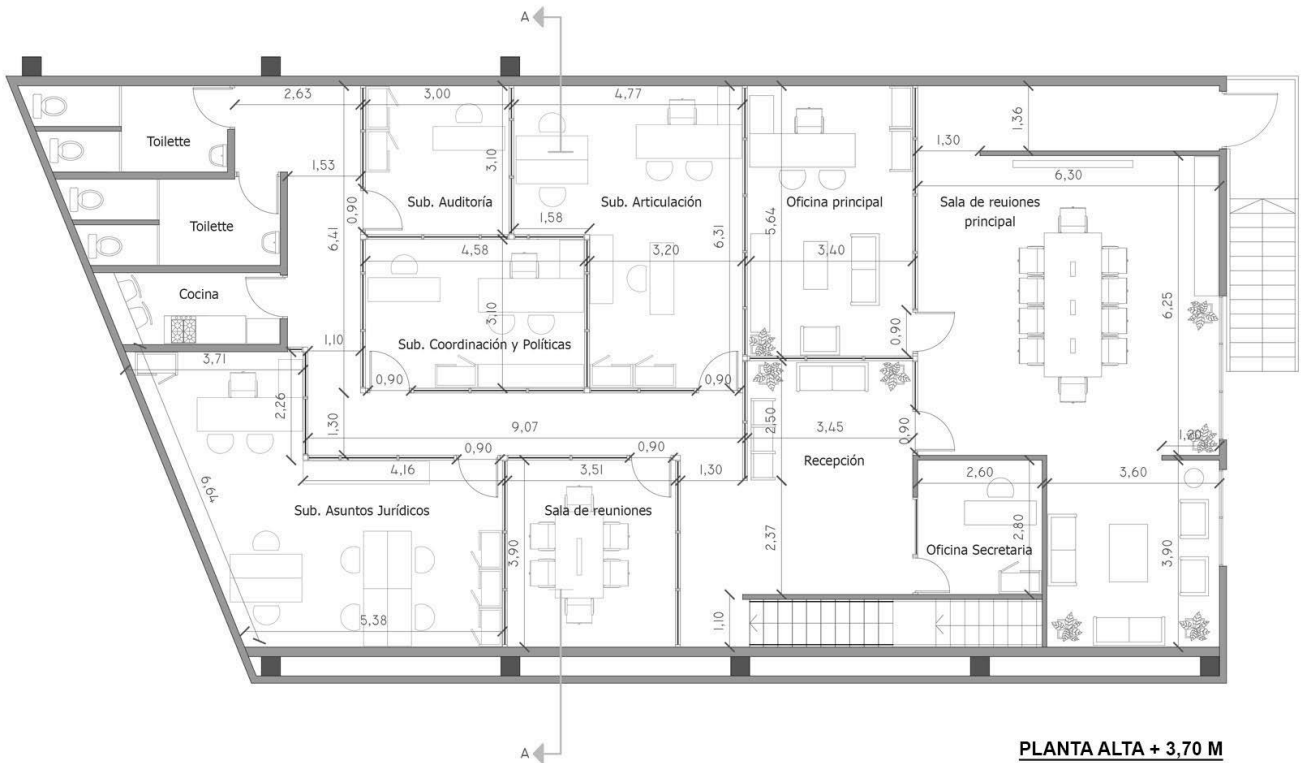 A
2,63
3,00
4,77
1,36
Toilette
1,30
3,10
1,53
6,30
0,90
Sub. Auditoría
Sub. Articulación
Oficina principal
Sala de reuiones
principal
Toilette
1,58
5,64
6,41
4,58
3,20
6,31
3,40
6,25
Cocina
3,10
0,90
1,10
Sub. Coordinación y Políticas
3,71
0,90
0,90
2,26
1,30
9,07
2,50
3,45
0,90
1,20
0,90
0,90
Recepción
6,64
4,16
3,51
1,30
2,60
3,60
Sub. Asuntos Jurídicos
Sala de reuniones
3,90
2,37
2,80
Oficina Secretaria
3,90
5,38
1,10
A
PLANTA ALTA + 3,70 M